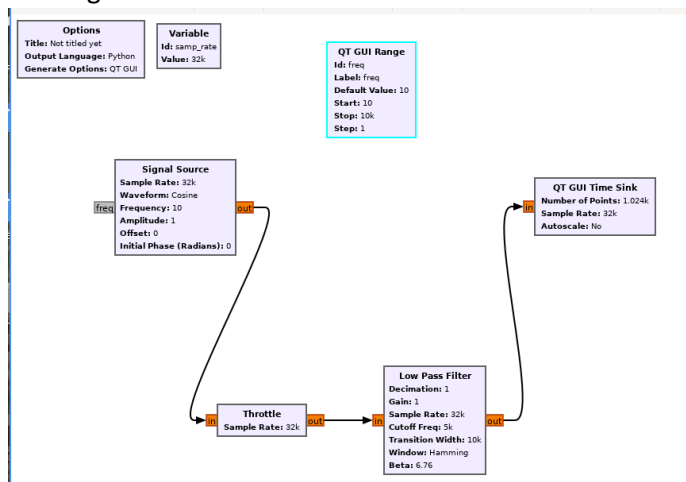 Options
Title: Not titled yet
Output Language: Python
Generate Options: QT GUI
Variable
Id: samp_rate
Value: 32k
QT GUI Range
Id: freq
Label: freq
Default Value: 10
Start: 10
Stop: 10k
Step: 1
Signal Source
Sample Rate: 32k
Waveform: Cosine
Frequency: 10
Amplitude: 1
Offset: 0
Initial Phase (Radians): 0
freq
out
QT GUI Time Sink
Number of Points: 1.024k
Sample Rate: 32k
Autoscale: No
in
Throttle
Sample Rate: 32k
in
out
Low Pass Filter
Decimation: 1
Gain: 1
Sample Rate: 32k
Cutoff Freq: 5k
Transition Width: 10k
Window: Hamming
Beta: 6.76
in
out